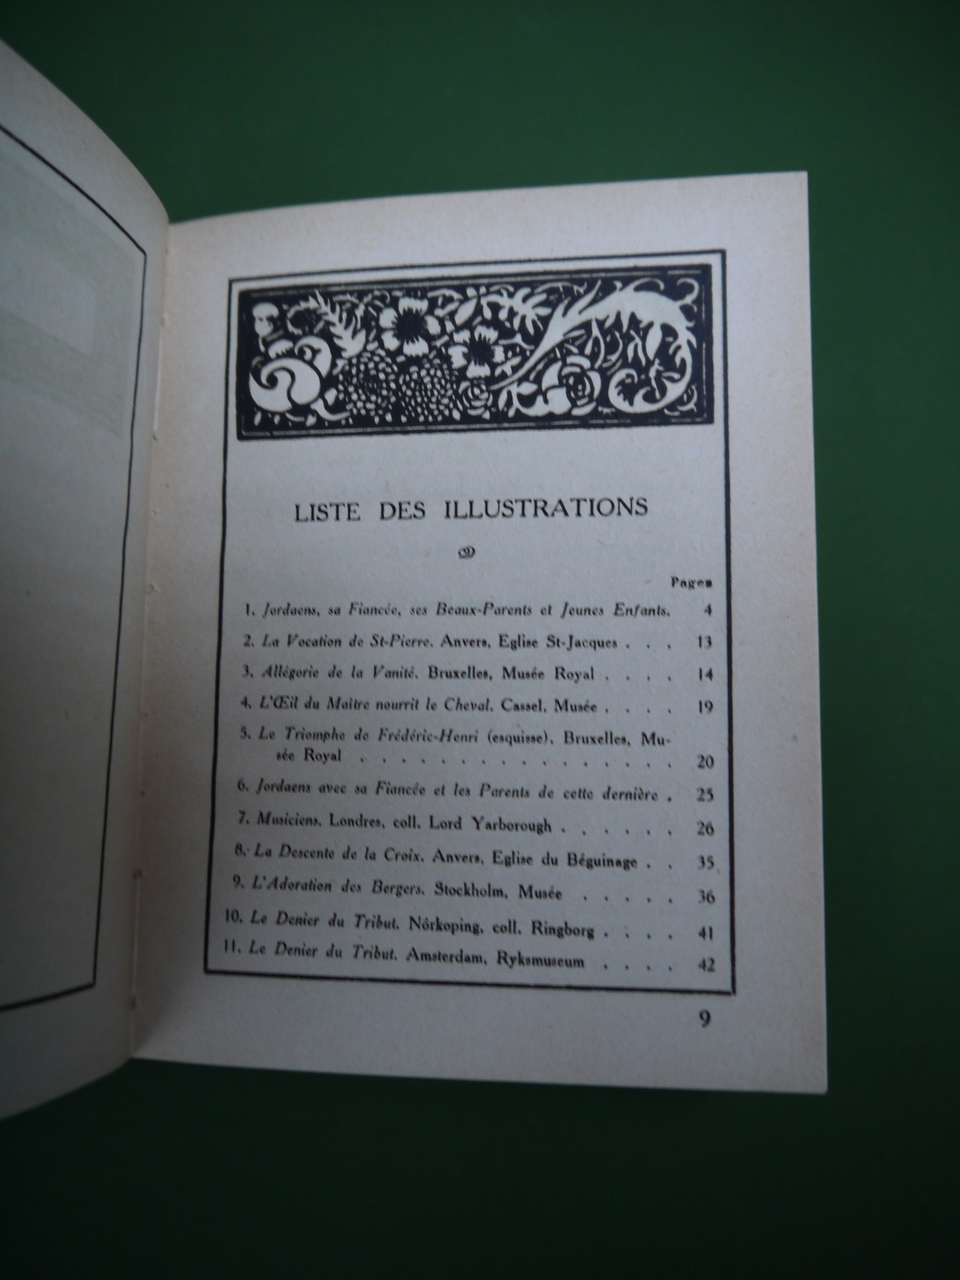 LISTE DES ILLUSTRATIONS
Pages
1. Jordaens, sa Fiancée, ses Beaux-Parents et Jeunes Enfants. 4
2. La Vocation de St-Pierre. Anvers, Eglise St-Jacques . . . 13
3. Allégorie de la Vanité. Bruxelles, Musée Royal . . . . 14
4. L'Œil du Maître nourrit le Cheval. Cassel, Musée . . . . 19
5. Le Triomphe de Frédéric-Henri (esquisse). Bruxelles, Mu-
sée Royal . . . . . . . . . . . . . . . . 20
6. Jordaens avec sa Fiancée et les Parents de cette dernière . 25
7. Musiciens. Londres, coll. Lord Yarborough . . . . . . 26
8. La Descente de la Croix. Anvers, Eglise du Béguinage . . 35
9. L'Adoration des Bergers. Stockholm, Musée . . . . . 36
10. Le Denier du Tribut. Nörkoping, coll. Ringborg . . . . 41
11. Le Denier du Tribut. Amsterdam, Ryksmuseum . . . . 42
9